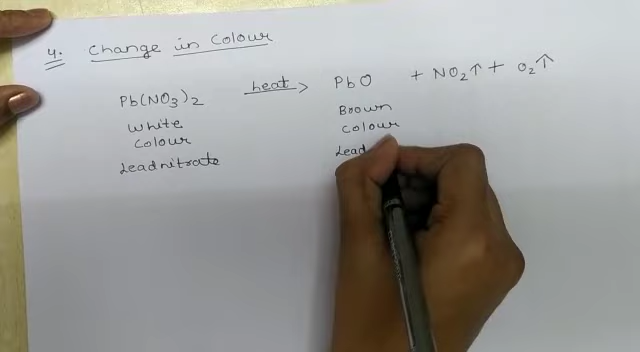 4. Change in Colour
Pb(NO3)2 heat> PbO + NO2↑ + O2↑
White Brown
Colour Colour
Leadnitrate Lead